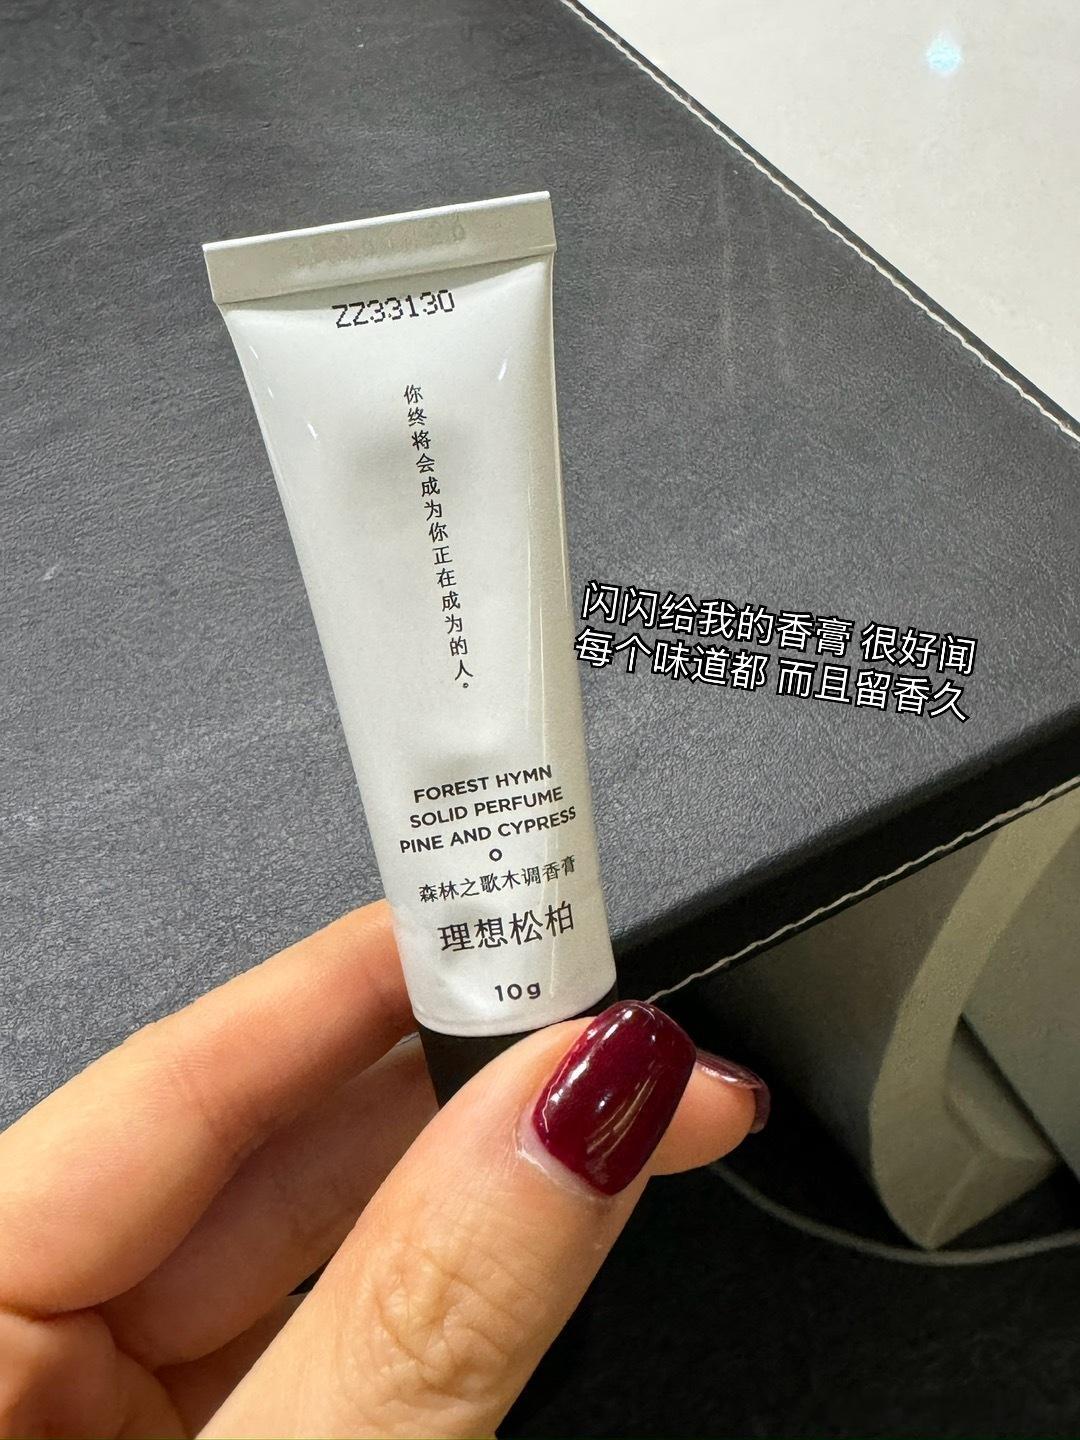 ZZ33130
你终将会成为你正在成为的人。
闪闪给我的香膏 很好闻
每个味道都 而且留香久
FOREST HYMN
SOLID PERFUME
PINE AND CYPRESS
森林之歌木调香膏
理想松柏
10g